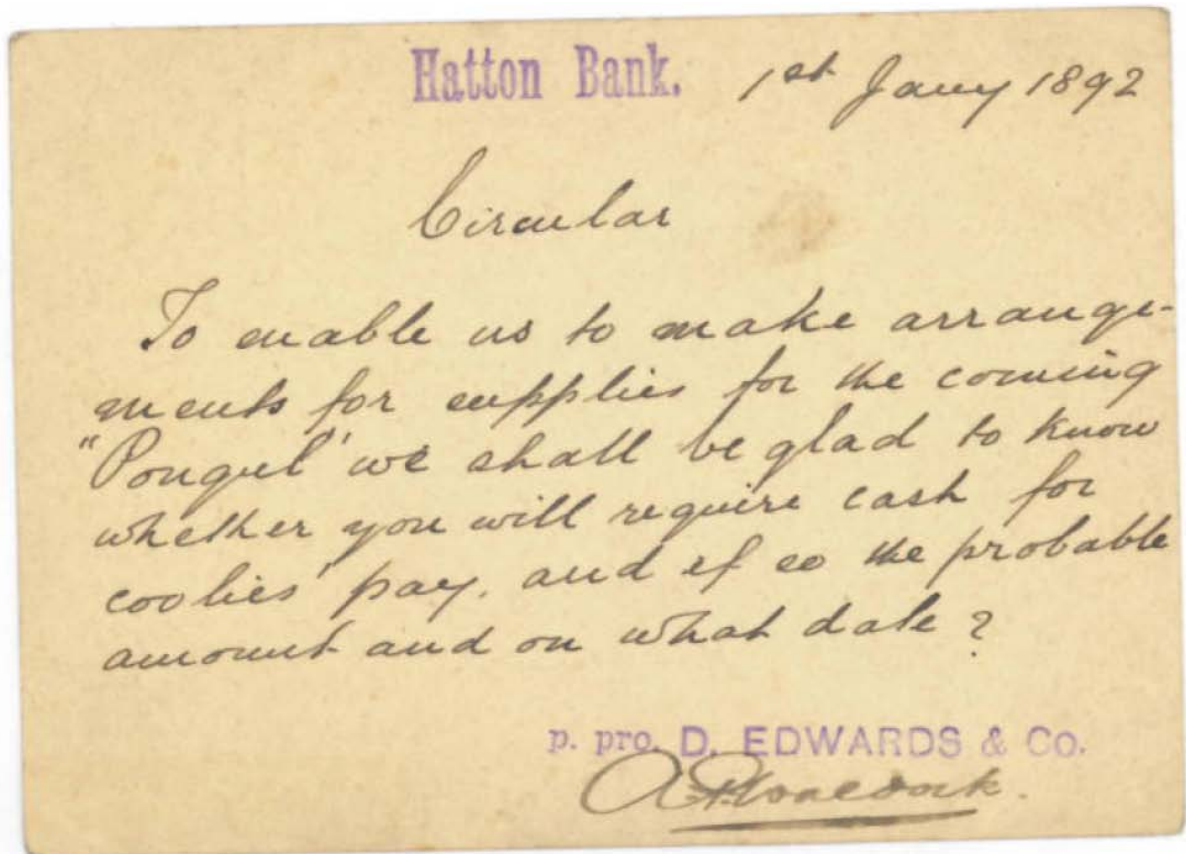 Hatton Bank. 1st Jany 1892
Circular
To enable us to make arrange-
ments for supplies for the coming
"Pongul" we shall be glad to know
whether you will require cash for
coolies' pay, and if so the probable
amount and on what date?
p. pro. D. EDWARDS & Co.